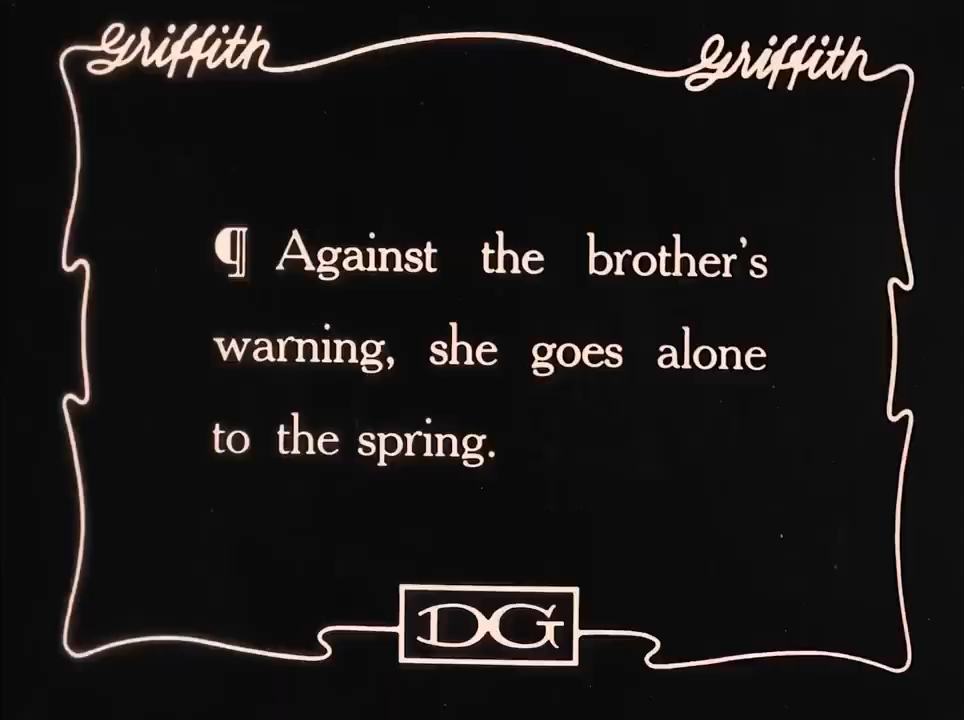 Griffith Griffith
¶ Against the brother's
warning, she goes alone
to the spring.
DG